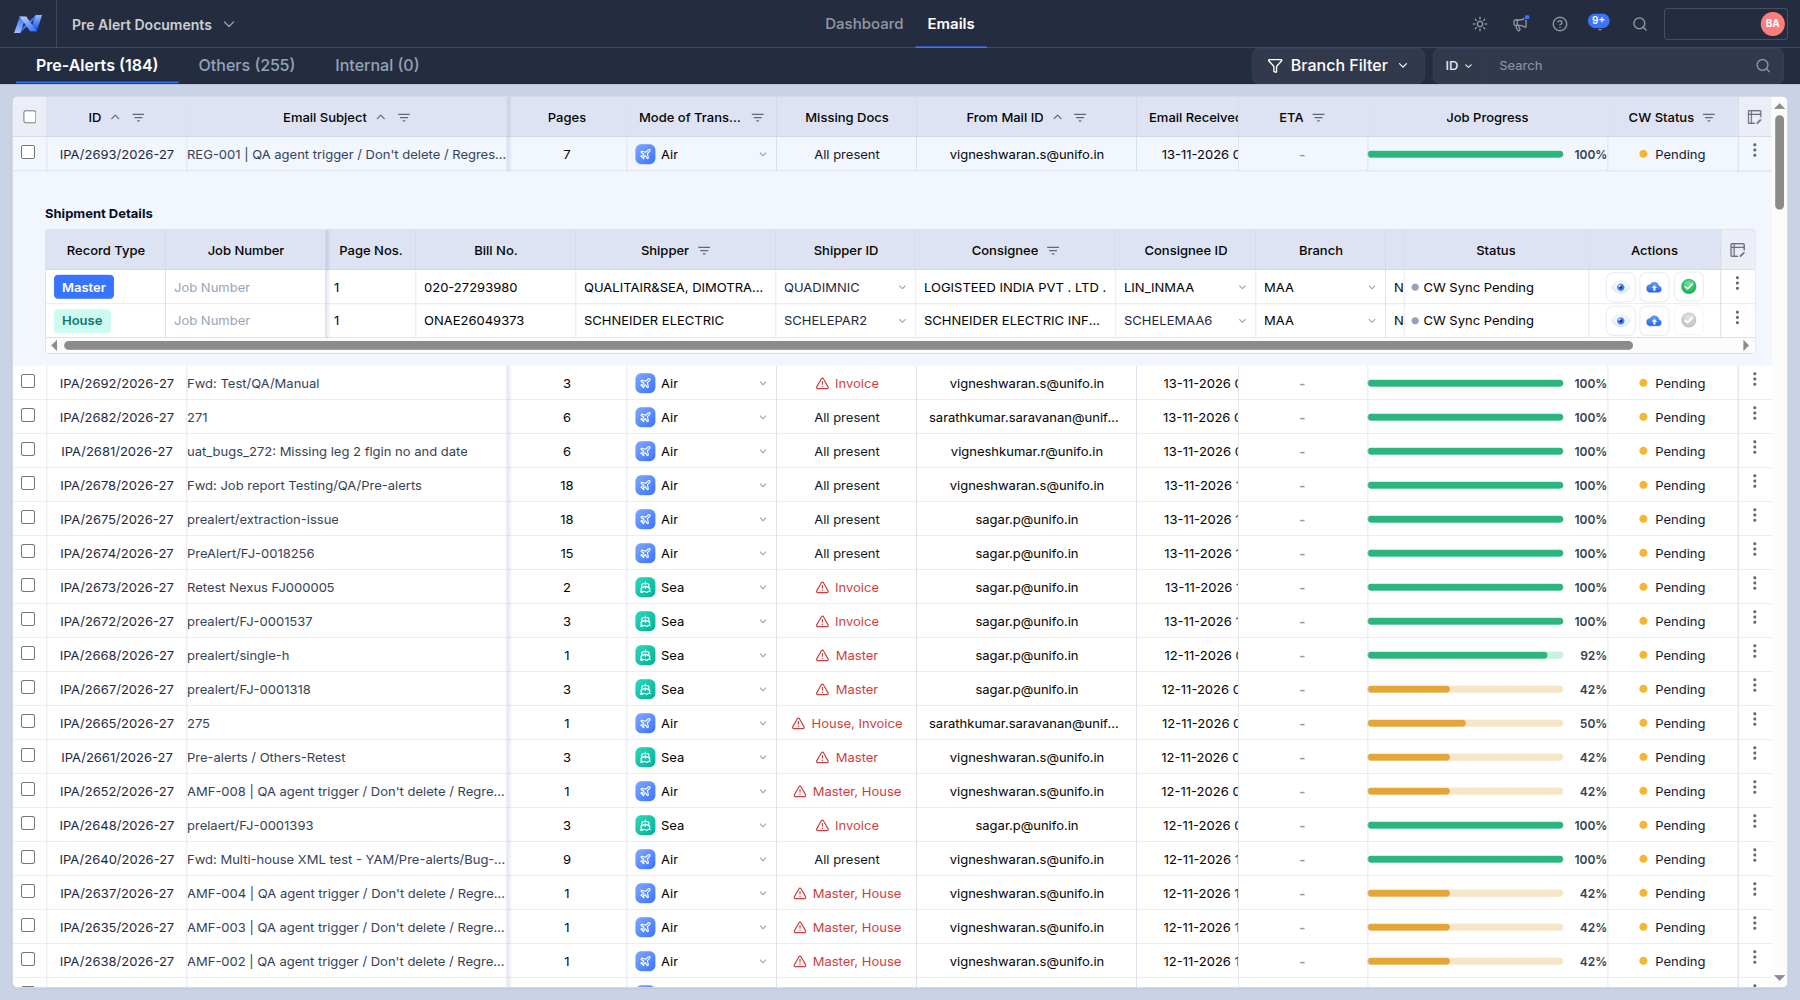 Pre Alert Documents
Dashboard
Emails
9+
BA
Pre-Alerts (184)
Others (255)
Internal (0)
Branch Filter
ID
Search
ID Email Subject Pages Mode of Trans... Missing Docs From Mail ID Email Received ETA Job Progress CW Status
IPA/2693/2026-27 REG-001 | QA agent trigger / Don't delete / Regres... 7 Air All present vigneshwaran.s@unifo.in 13-11-2026 - 100% Pending
Shipment Details
Record Type Job Number Page Nos. Bill No. Shipper Shipper ID Consignee Consignee ID Branch Status Actions
Master Job Number 1 020-27293980 QUALITAIR&SEA, DIMOTRA... QUADIMNIC LOGISTEED INDIA PVT . LTD . LIN_INMAA MAA N CW Sync Pending
House Job Number 1 ONAE26049373 SCHNEIDER ELECTRIC SCHELEPAR2 SCHNEIDER ELECTRIC INF... SCHELEMAA6 MAA N CW Sync Pending
IPA/2692/2026-27 Fwd: Test/QA/Manual 3 Air Invoice vigneshwaran.s@unifo.in 13-11-2026 - 100% Pending
IPA/2682/2026-27 271 6 Air All present sarathkumar.saravanan@unif... 13-11-2026 - 100% Pending
IPA/2681/2026-27 uat_bugs_272: Missing leg 2 flgin no and date 6 Air All present vigneshkumar.r@unifo.in 13-11-2026 - 100% Pending
IPA/2678/2026-27 Fwd: Job report Testing/QA/Pre-alerts 18 Air All present vigneshwaran.s@unifo.in 13-11-2026 - 100% Pending
IPA/2675/2026-27 prealert/extraction-issue 18 Air All present sagar.p@unifo.in 13-11-2026 - 100% Pending
IPA/2674/2026-27 PreAlert/FJ-0018256 15 Air All present sagar.p@unifo.in 13-11-2026 - 100% Pending
IPA/2673/2026-27 Retest Nexus FJ000005 2 Sea Invoice sagar.p@unifo.in 13-11-2026 - 100% Pending
IPA/2672/2026-27 prealert/FJ-0001537 3 Sea Invoice sagar.p@unifo.in 13-11-2026 - 100% Pending
IPA/2668/2026-27 prealert/single-h 1 Sea Master sagar.p@unifo.in 12-11-2026 - 92% Pending
IPA/2667/2026-27 prealert/FJ-0001318 3 Sea Master sagar.p@unifo.in 12-11-2026 - 42% Pending
IPA/2665/2026-27 275 1 Air House, Invoice sarathkumar.saravanan@unif... 12-11-2026 - 50% Pending
IPA/2661/2026-27 Pre-alerts / Others-Retest 3 Sea Master vigneshwaran.s@unifo.in 12-11-2026 - 42% Pending
IPA/2652/2026-27 AMF-008 | QA agent trigger / Don't delete / Regre... 1 Air Master, House vigneshwaran.s@unifo.in 12-11-2026 - 42% Pending
IPA/2648/2026-27 prelaert/FJ-0001393 3 Sea Invoice sagar.p@unifo.in 12-11-2026 - 100% Pending
IPA/2640/2026-27 Fwd: Multi-house XML test - YAM/Pre-alerts/Bug-... 9 Air All present vigneshwaran.s@unifo.in 12-11-2026 - 100% Pending
IPA/2637/2026-27 AMF-004 | QA agent trigger / Don't delete / Regre... 1 Air Master, House vigneshwaran.s@unifo.in 12-11-2026 - 42% Pending
IPA/2635/2026-27 AMF-003 | QA agent trigger / Don't delete / Regre... 1 Air Master, House vigneshwaran.s@unifo.in 12-11-2026 - 42% Pending
IPA/2638/2026-27 AMF-002 | QA agent trigger / Don't delete / Regre... 1 Air Master, House vigneshwaran.s@unifo.in 12-11-2026 - 42% Pending